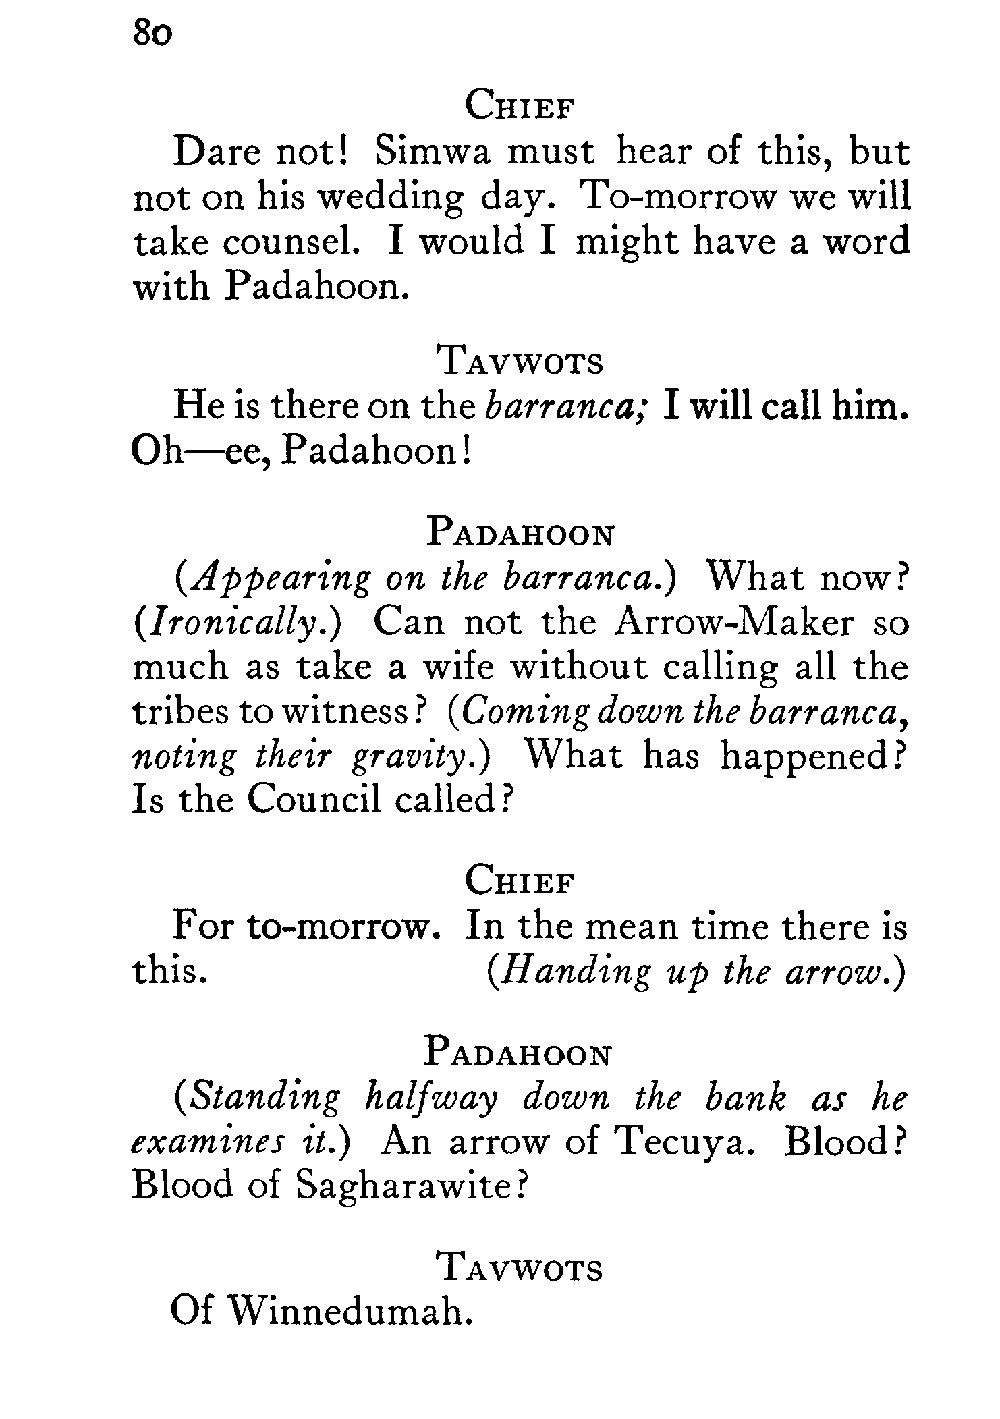 80
CHIEF
Dare not! Simwa must hear of this, but
not on his wedding day. To-morrow we will
take counsel. I would I might have a word
with Padahoon.
TAVWOTS
He is there on the barranca; I will call him.
Oh—ee, Padahoon!
PADAHOON
(Appearing on the barranca.) What now?
(Ironically.) Can not the Arrow-Maker so
much as take a wife without calling all the
tribes to witness? (Coming down the barranca,
noting their gravity.) What has happened?
Is the Council called?
CHIEF
For to-morrow. In the mean time there is
this. (Handing up the arrow.)
PADAHOON
(Standing halfway down the bank as he
examines it.) An arrow of Tecuya. Blood?
Blood of Sagharawite?
TAVWOTS
Of Winnedumah.